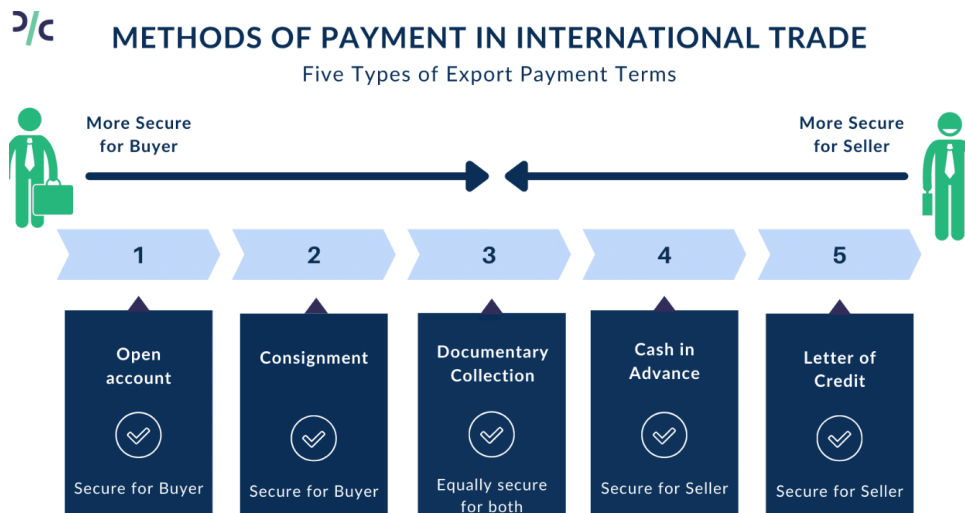 D/C
METHODS OF PAYMENT IN INTERNATIONAL TRADE
Five Types of Export Payment Terms
More Secure
for Buyer
More Secure
for Seller
1
2
3
4
5
Open
account
Secure for Buyer
Consignment
Secure for Buyer
Documentary
Collection
Equally secure
for both
Cash in
Advance
Secure for Seller
Letter of
Credit
Secure for Seller